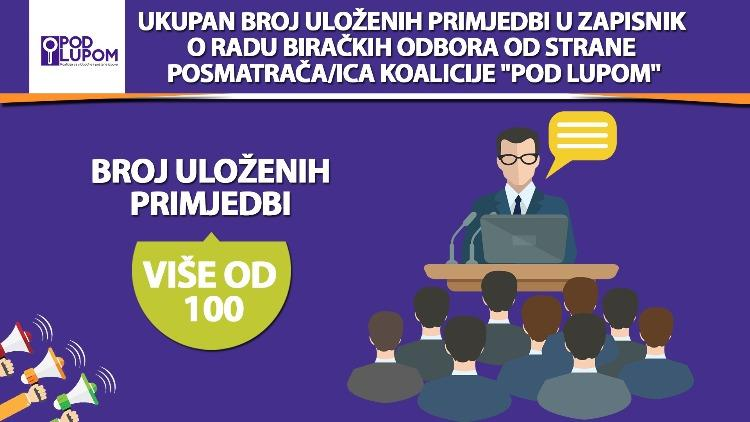 POD
LUPOM
UKUPAN BROJ ULOŽENIH PRIMJEDBI U ZAPISNIK
O RADU BIRAČKIH ODBORA OD STRANE
POSMATRAČA/ICA KOALICIJE "POD LUPOM"
BROJ ULOŽENIH
PRIMJEDBI
VIŠE OD
100